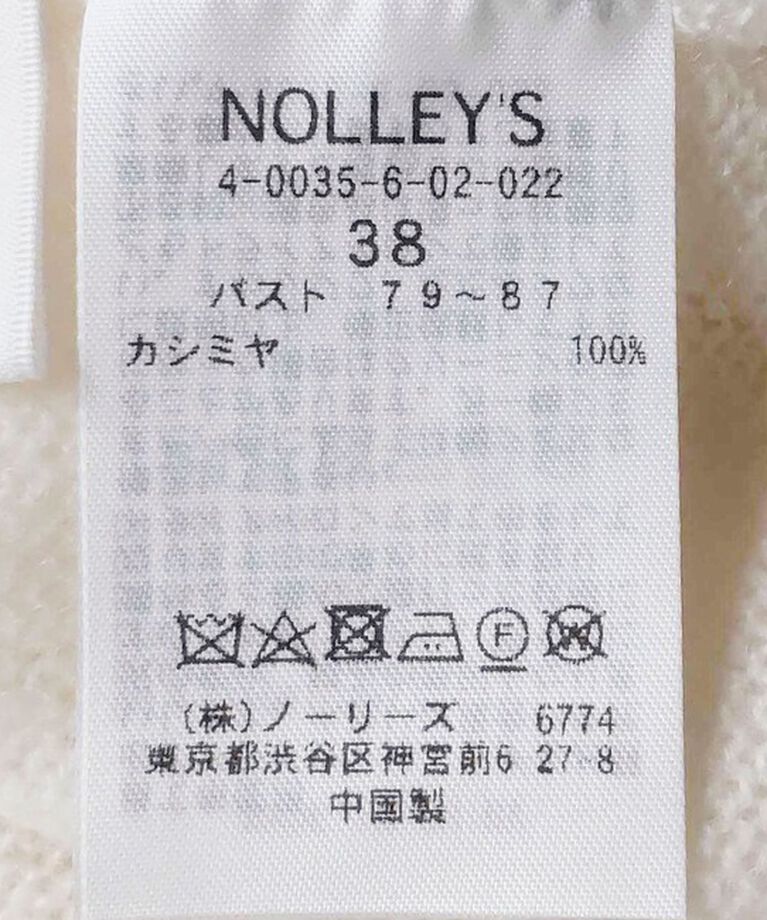 NOLLEY'S
4-0035-6-02-022
38
バスト 79~87
カシミヤ 100%
F
W
(株)ノーリーズ 6774
東京都渋谷区神宮前6 27 8
中国製